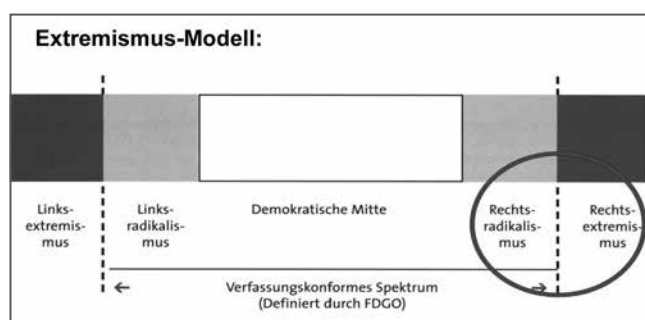 Extremismus-Modell:
Links-
extremis-
mus
Links-
radikalis-
mus
Demokratische Mitte
Rechts-
radikalis-
mus
Rechts-
extremis-
mus
Verfassungskonformes Spektrum
(Definiert durch FDGO)